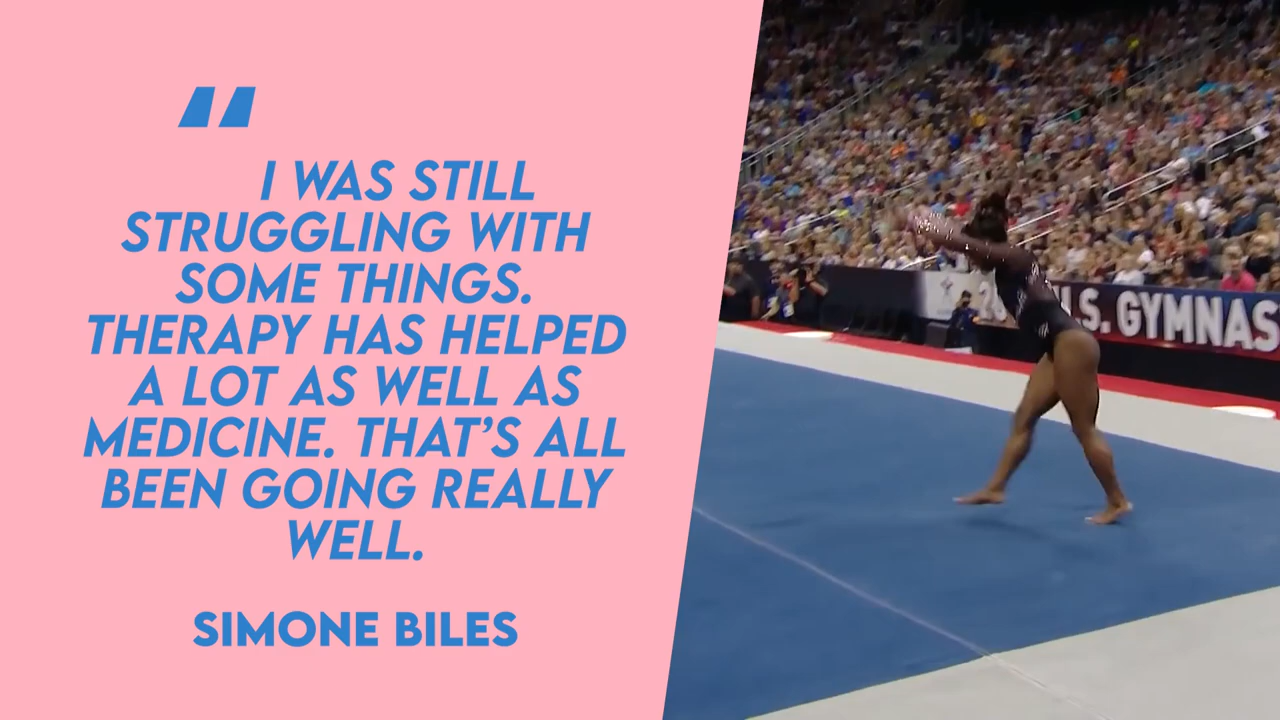 "
I WAS STILL
STRUGGLING WITH
SOME THINGS.
THERAPY HAS HELPED
A LOT AS WELL AS
MEDICINE. THAT'S ALL
BEEN GOING REALLY
WELL.
SIMONE BILES
S. GYMNAS